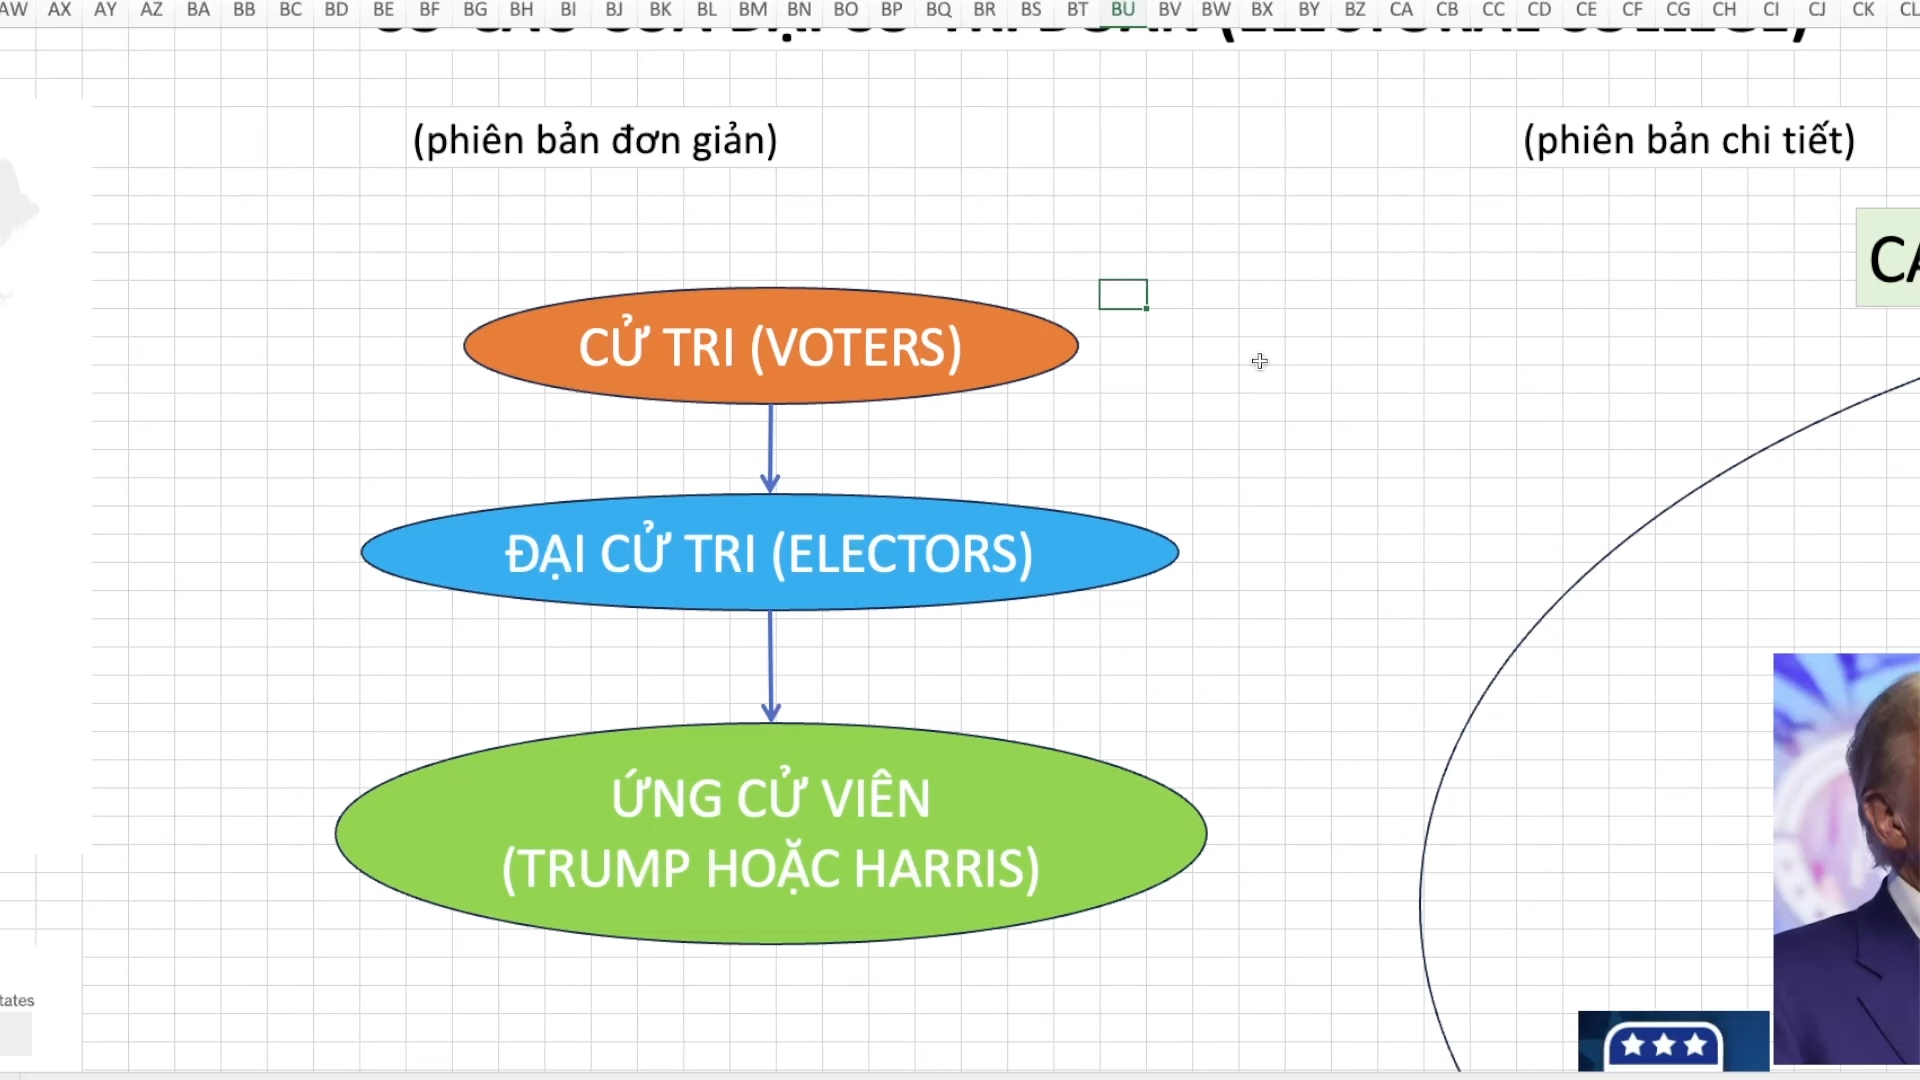 AW AX AY AZ BA BB BC BD BE BF BG BH BI BJ BK BL BM BN BO BP BQ BR BS BT BU BV BW BX BY BZ CA CB CC CD CE CF CG CH CI CJ CK CL
(phiên bản đơn giản)
(phiên bản chi tiết)
CỬ TRI (VOTERS)
ĐẠI CỬ TRI (ELECTORS)
ỨNG CỬ VIÊN
(TRUMP HOẶC HARRIS)